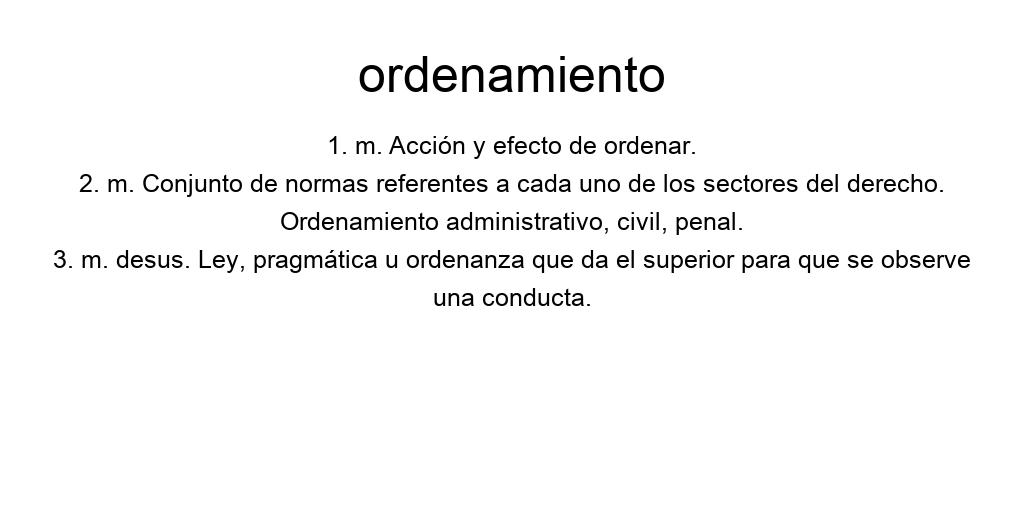 ordenamiento
1. m. Acción y efecto de ordenar.
2. m. Conjunto de normas referentes a cada uno de los sectores del derecho.
Ordenamiento administrativo, civil, penal.
3. m. desus. Ley, pragmática u ordenanza que da el superior para que se observe
una conducta.